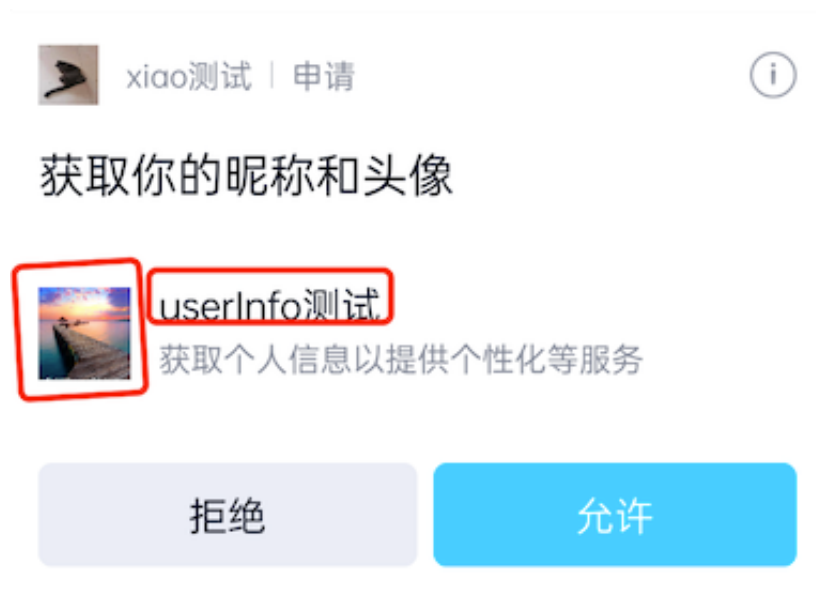 xiao测试 | 申请
获取你的昵称和头像
userInfo测试
获取个人信息以提供个性化等服务
拒绝 允许